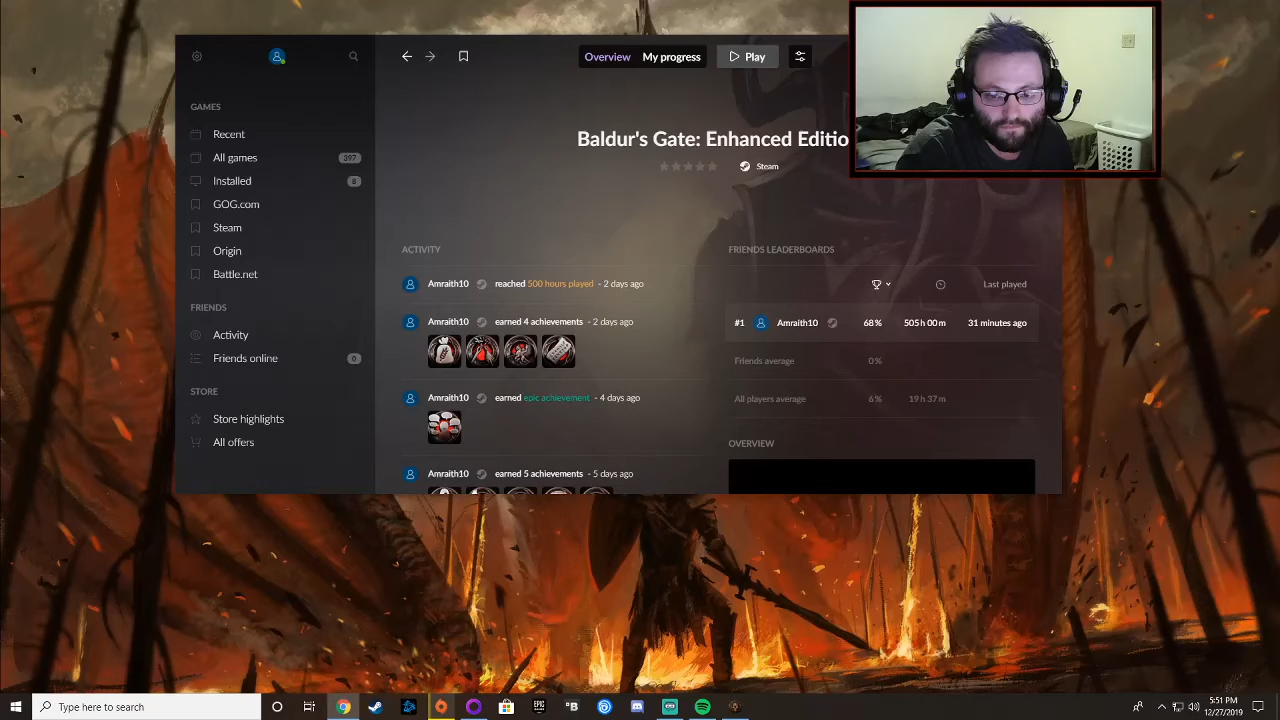 Overview My progress Play
GAMES
Recent
All games 397
Installed 8
GOG.com
Steam
Origin
Battle.net
FRIENDS
Activity
Friends online 0
STORE
Store highlights
All offers
Baldur's Gate: Enhanced Editio
Steam
ACTIVITY
Amraith10 reached 500 hours played - 2 days ago
Amraith10 earned 4 achievements - 2 days ago
Amraith10 earned epic achievement - 4 days ago
Amraith10 earned 5 achievements - 5 days ago
FRIENDS LEADERBOARDS
Last played
#1 Amraith10 68% 505 h 00 m 31 minutes ago
Friends average 0%
All players average 6% 19 h 37 m
OVERVIEW
Type here to search
EPIC
B
5:51 PM
12/27/2019